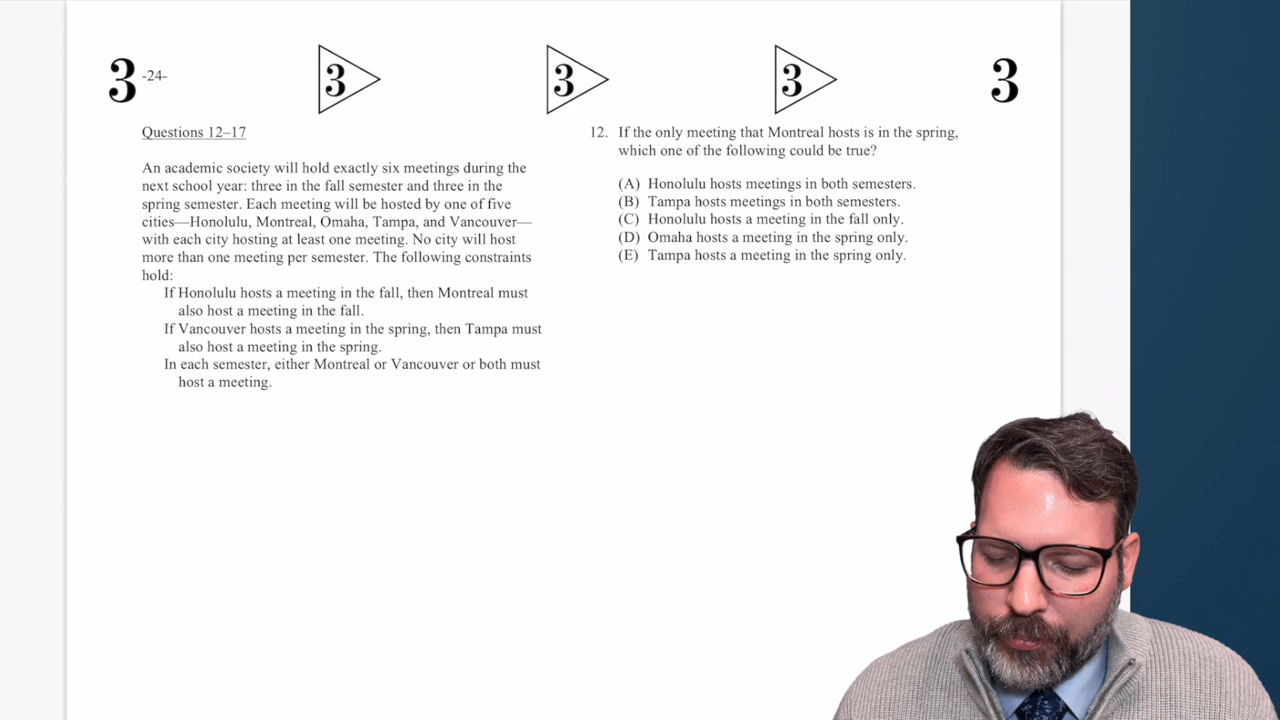 3 -24- 3 3 3 3
Questions 12–17
An academic society will hold exactly six meetings during the
next school year: three in the fall semester and three in the
spring semester. Each meeting will be hosted by one of five
cities—Honolulu, Montreal, Omaha, Tampa, and Vancouver—
with each city hosting at least one meeting. No city will host
more than one meeting per semester. The following constraints
hold:
If Honolulu hosts a meeting in the fall, then Montreal must
also host a meeting in the fall.
If Vancouver hosts a meeting in the spring, then Tampa must
also host a meeting in the spring.
In each semester, either Montreal or Vancouver or both must
host a meeting.
12. If the only meeting that Montreal hosts is in the spring,
which one of the following could be true?
(A) Honolulu hosts meetings in both semesters.
(B) Tampa hosts meetings in both semesters.
(C) Honolulu hosts a meeting in the fall only.
(D) Omaha hosts a meeting in the spring only.
(E) Tampa hosts a meeting in the spring only.